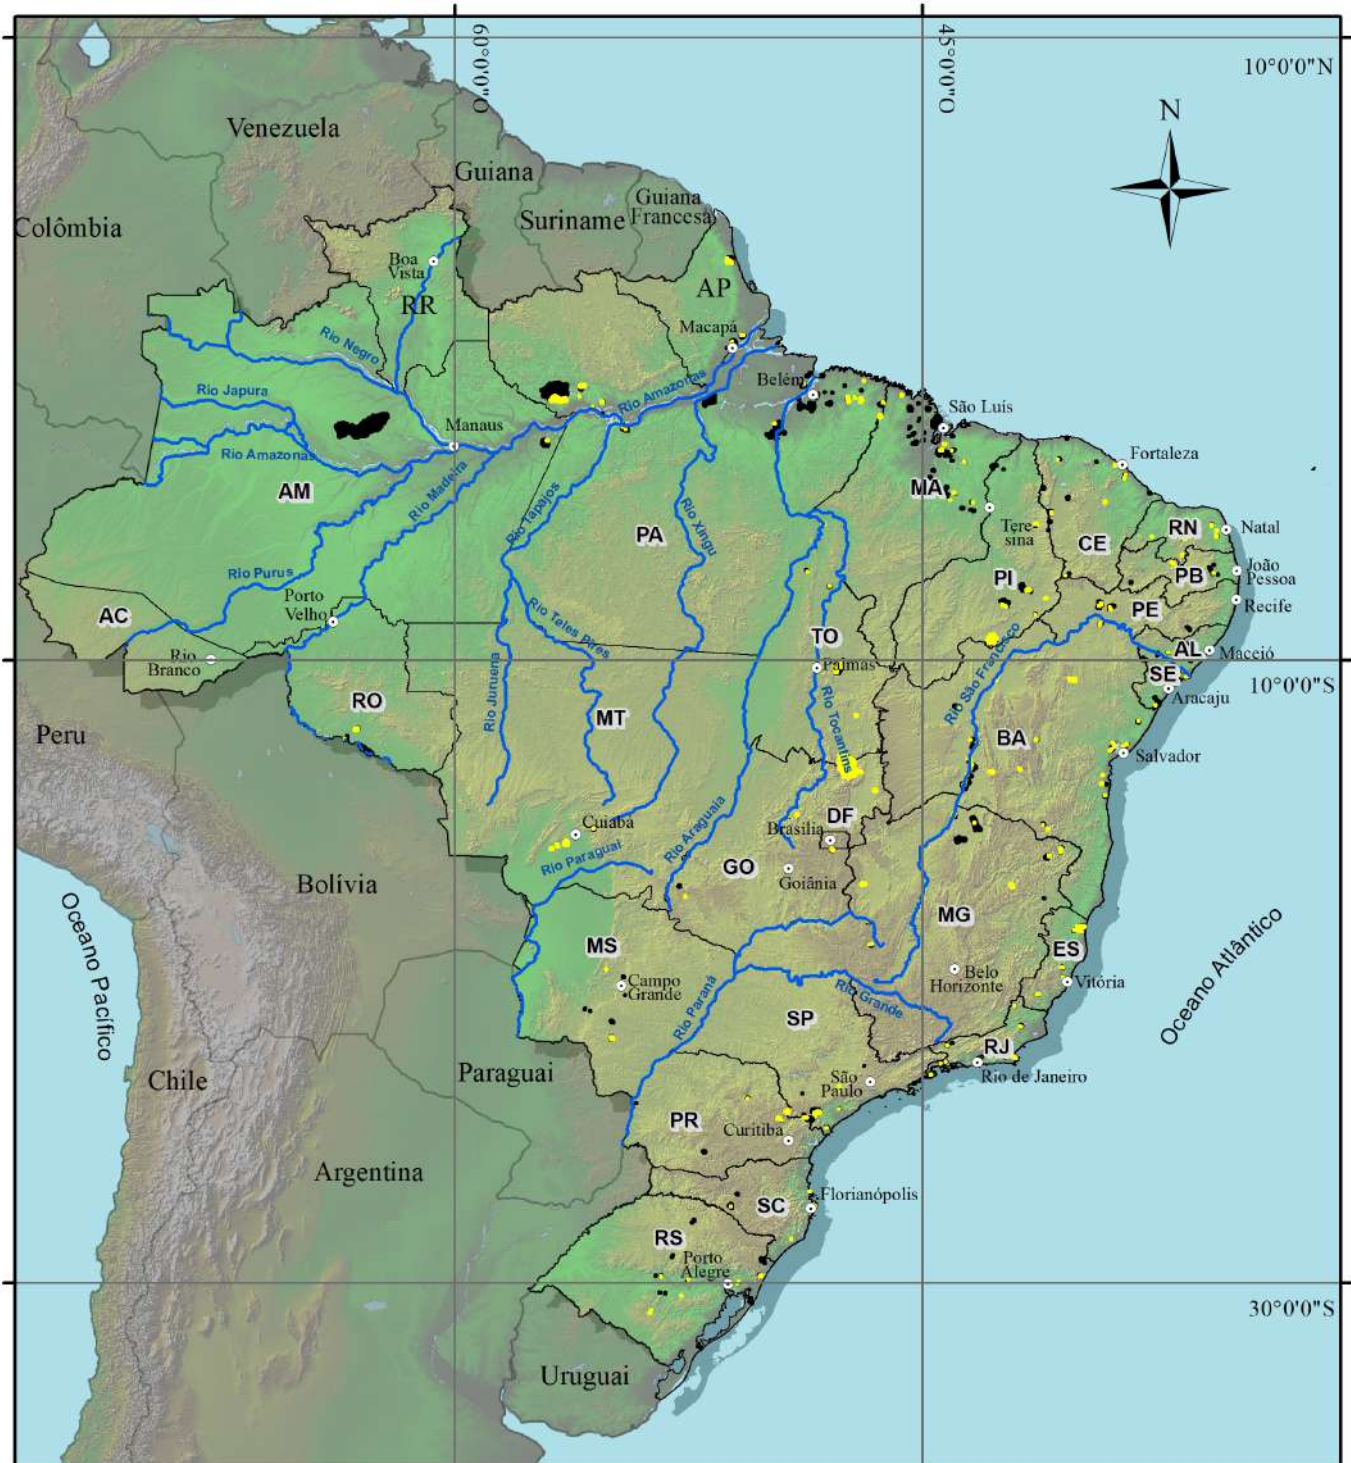 60°0'0"O
45°0'0"O
10°0'0"N
N
Venezuela
Guiana
Guiana
Francesa
Suriname
Colômbia
Boa
Vista
RR
AP
Macapá
Rio Negro
Rio Japura
Rio Amazonas
Belém
São Luís
Manaus
Rio Amazonas
Fortaleza
AM
Rio Madeira
Rio Tapajos
MA
Rio Xingu
PA
Tere-
sina
RN
Natal
CE
Rio Purus
Porto
Velho
PI
PB
João
Pessoa
Recife
AC
Rio Teles Pires
PE
TO
Rio
Branco
Palmas
AL
Maceió
SE
10°0'0"S
Aracaju
Rio São Francisco
RO
Rio Juruena
MT
Rio Tocantins
BA
Peru
Salvador
Cuiabá
Rio Araguaia
DF
Brasília
Rio Paraguai
GO
Goiânia
Bolívia
MG
Oceano Pacífico
Oceano Atlântico
MS
ES
Campo
Grande
Belo
Horizonte
Vitória
Rio Paraná
Rio Grande
SP
RJ
Chile
Paraguai
São
Paulo
Rio de Janeiro
PR
Curitiba
Argentina
Florianópolis
SC
RS
Porto
Alegre
30°0'0"S
Uruguai